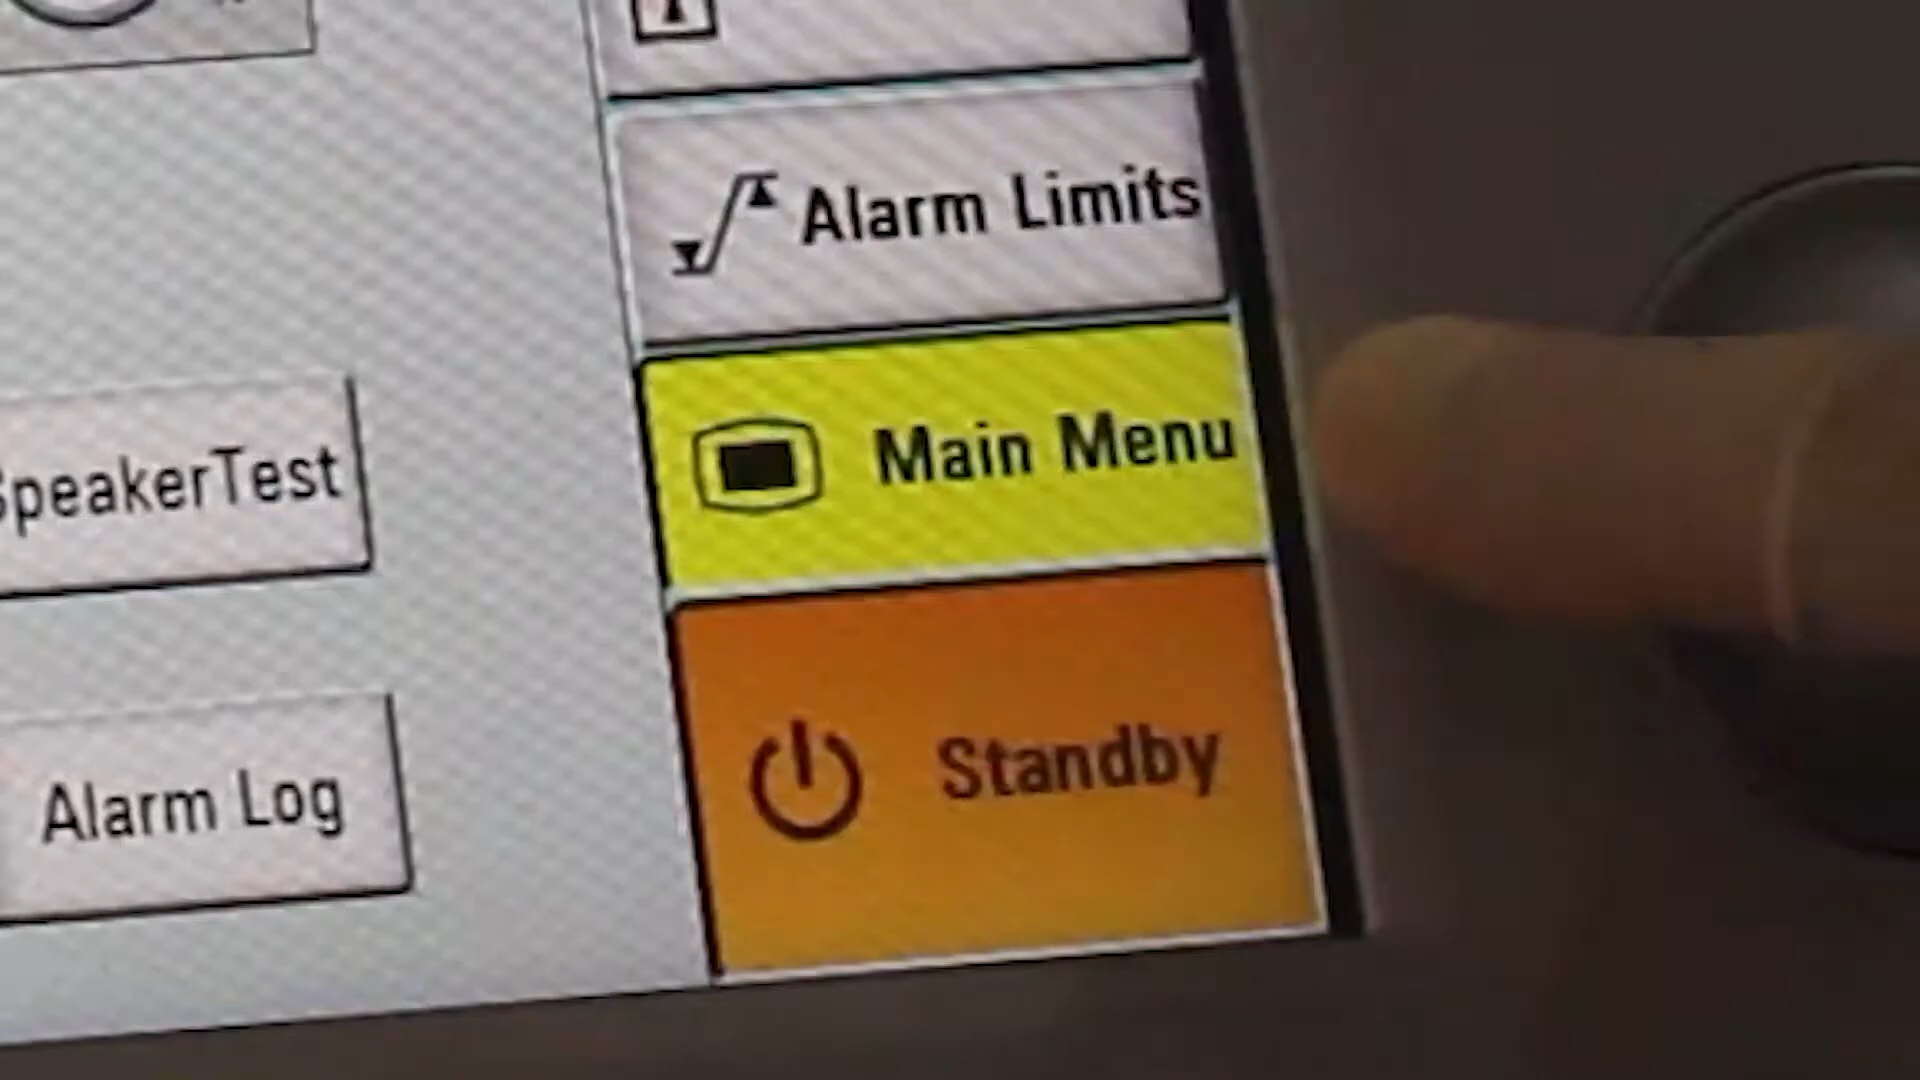 Alarm Limits
Main Menu
SpeakerTest
Standby
Alarm Log